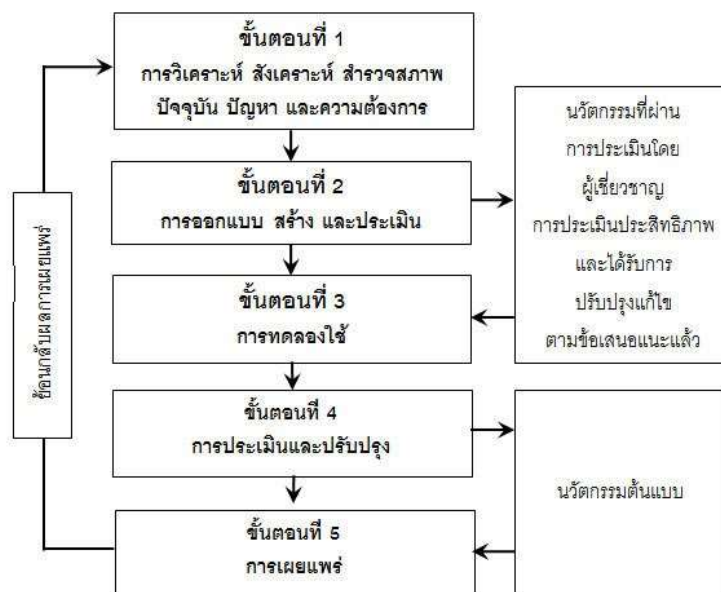 ขั้นตอนที่ 1
การวิเคราะห์ สังเคราะห์ สำรวจสภาพ
ปัจจุบัน ปัญหา และความต้องการ
ขั้นตอนที่ 2
การออกแบบ สร้าง และประเมิน
นวัตกรรมที่ผ่าน
การประเมินโดย
ผู้เชี่ยวชาญ
การประเมินประสิทธิภาพ
และได้รับการ
ปรับปรุงแก้ไข
ตามข้อเสนอแนะแล้ว
ขั้นตอนที่ 3
การทดลองใช้
ขั้นตอนที่ 4
การประเมินและปรับปรุง
นวัตกรรมต้นแบบ
ขั้นตอนที่ 5
การเผยแพร่
ย้อนกลับผลการเผยแพร่